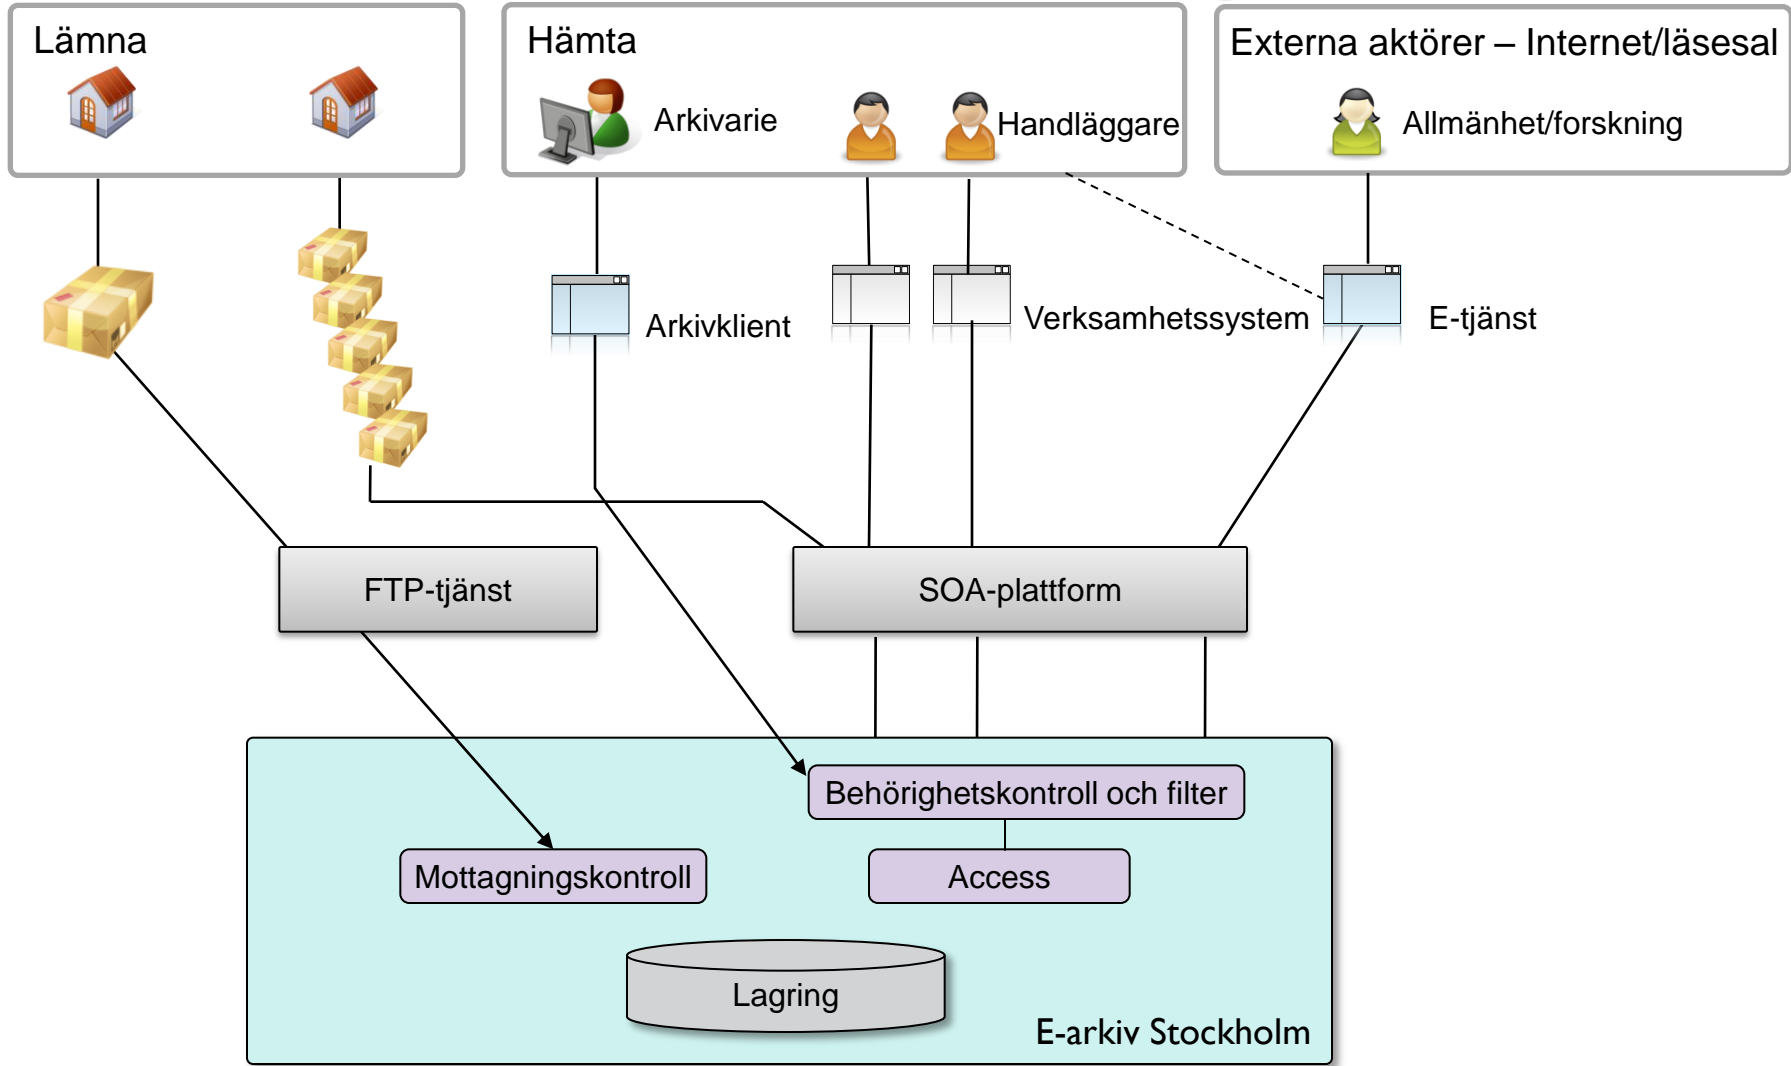 Lämna
Hämta
Externa aktörer – Internet/läsesal
Arkivarie
Handläggare
Allmänhet/forskning
Arkivklient
Verksamhetssystem
E-tjänst
FTP-tjänst
SOA-plattform
Behörighetskontroll och filter
Mottagningskontroll
Access
Lagring
E-arkiv Stockholm